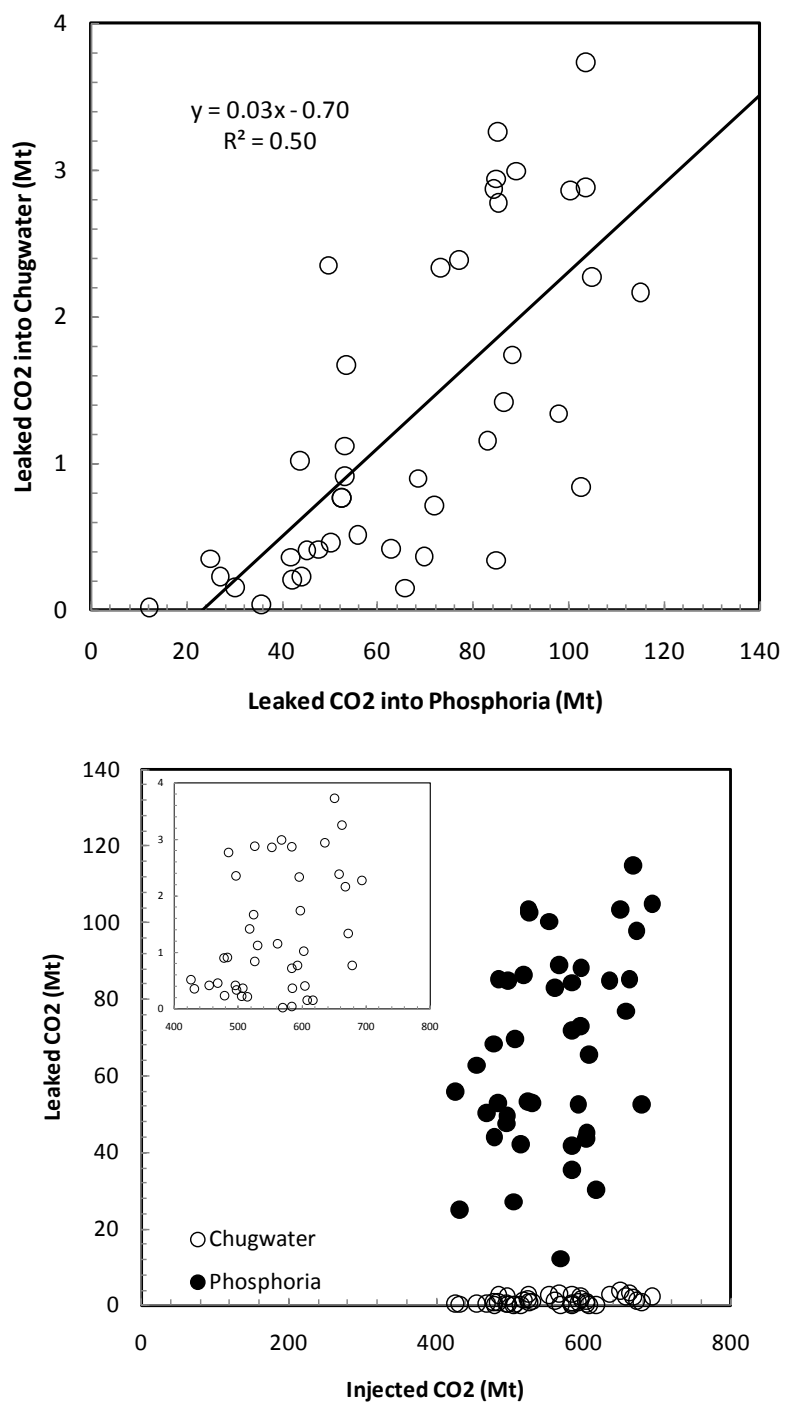 4
3
2
1
0
Leaked CO2 into Chugwater (Mt)
y = 0.03x - 0.70
R² = 0.50
0 20 40 60 80 100 120 140
Leaked CO2 into Phosphoria (Mt)
140
120
100
80
60
40
20
0
Leaked CO2 (Mt)
4
3
2
1
0
400 500 600 700 800
Chugwater
Phosphoria
0 200 400 600 800
Injected CO2 (Mt)